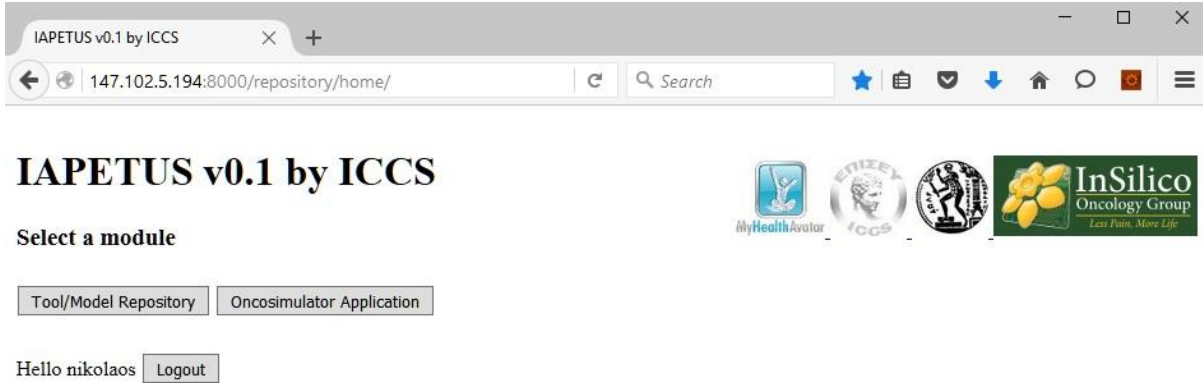 IAPETUS v0.1 by ICCS
147.102.5.194:8000/repository/home/
Search
IAPETUS v0.1 by ICCS
Select a module
MyHealthAvatar
ΕΠΙΣΕΥ
ICCS
InSilico
Oncology Group
Less Pain, More Life
Tool/Model Repository Oncosimulator Application
Hello nikolaos Logout